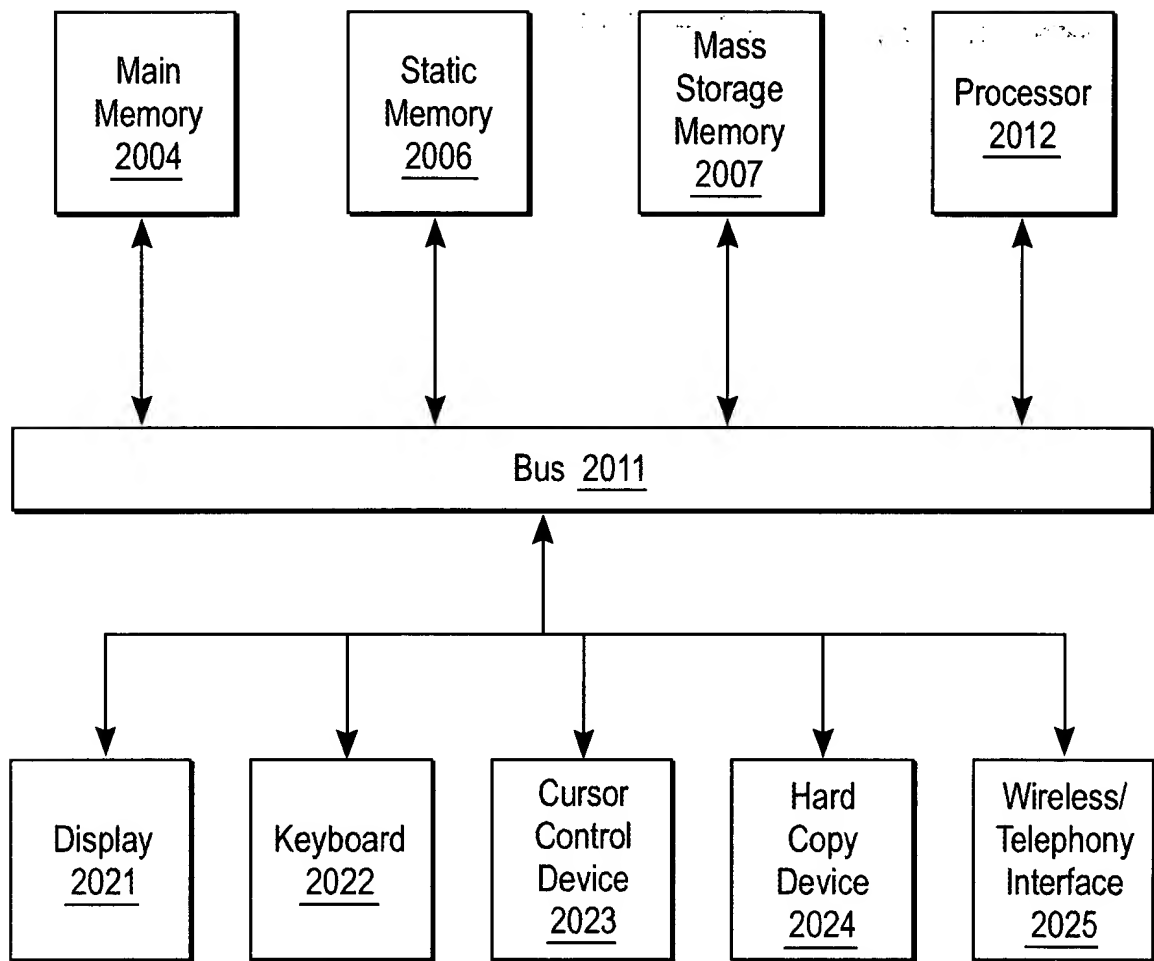 Main
Memory
2004
Static
Memory
2006
Mass
Storage
Memory
2007
Processor
2012
Bus 2011
Display
2021
Keyboard
2022
Cursor
Control
Device
2023
Hard
Copy
Device
2024
Wireless/
Telephony
Interface
2025